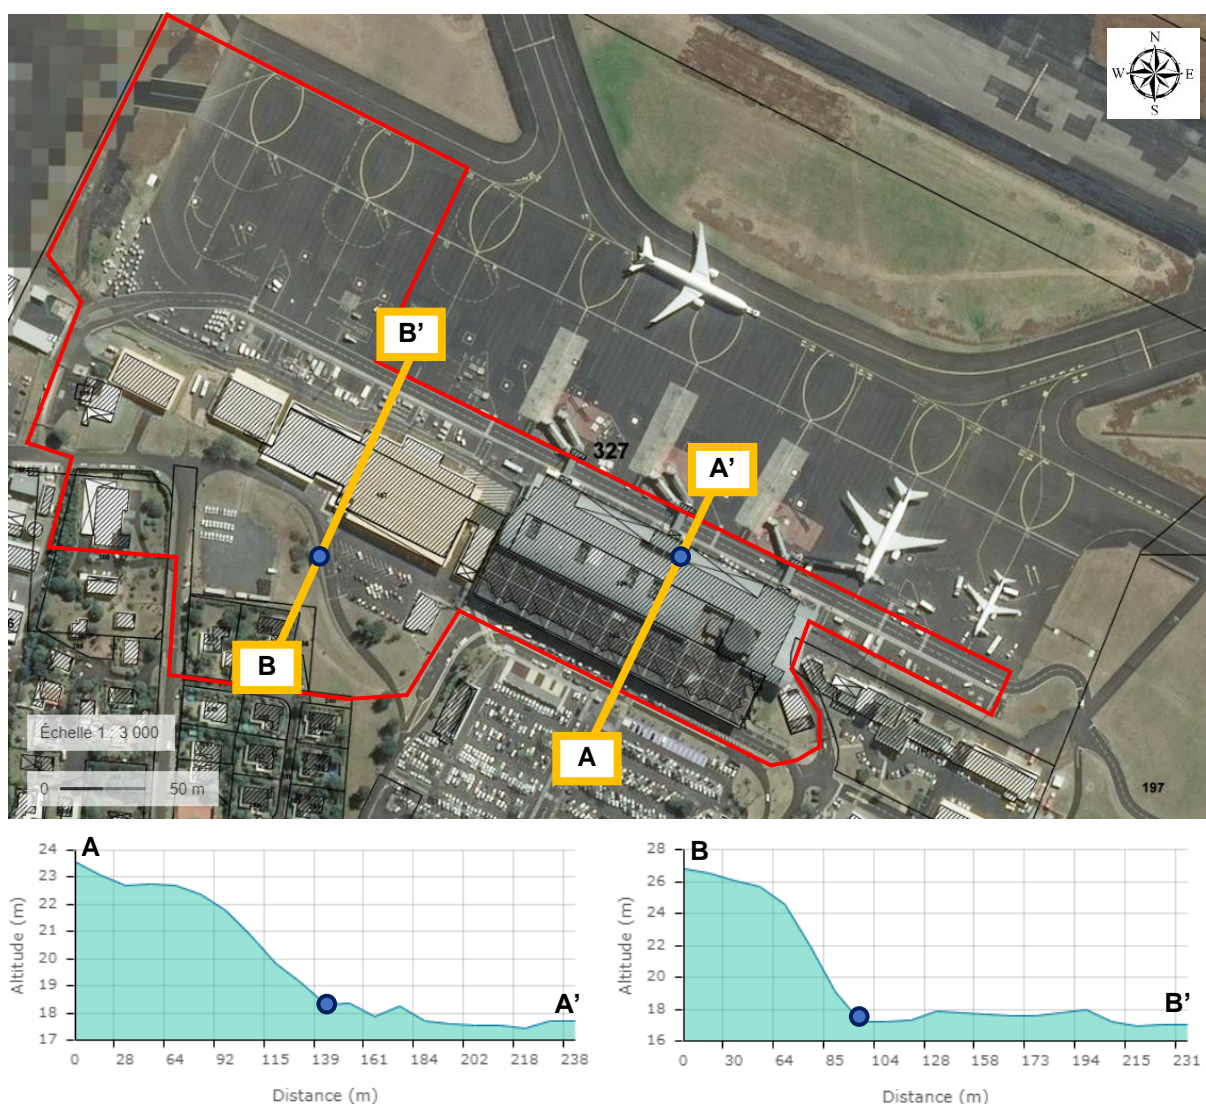 N
W E
S
B'
327
A'
187
B
A
Échelle 1 : 3 000
0 50 m
197
A
24
23
22
21
20
19
18
17
A'
0 28 64 92 115 139 161 184 202 218 238
Altitude (m)
Distance (m)
B
28
26
24
22
20
18
16
B'
0 30 64 85 104 128 158 173 194 215 231
Altitude (m)
Distance (m)